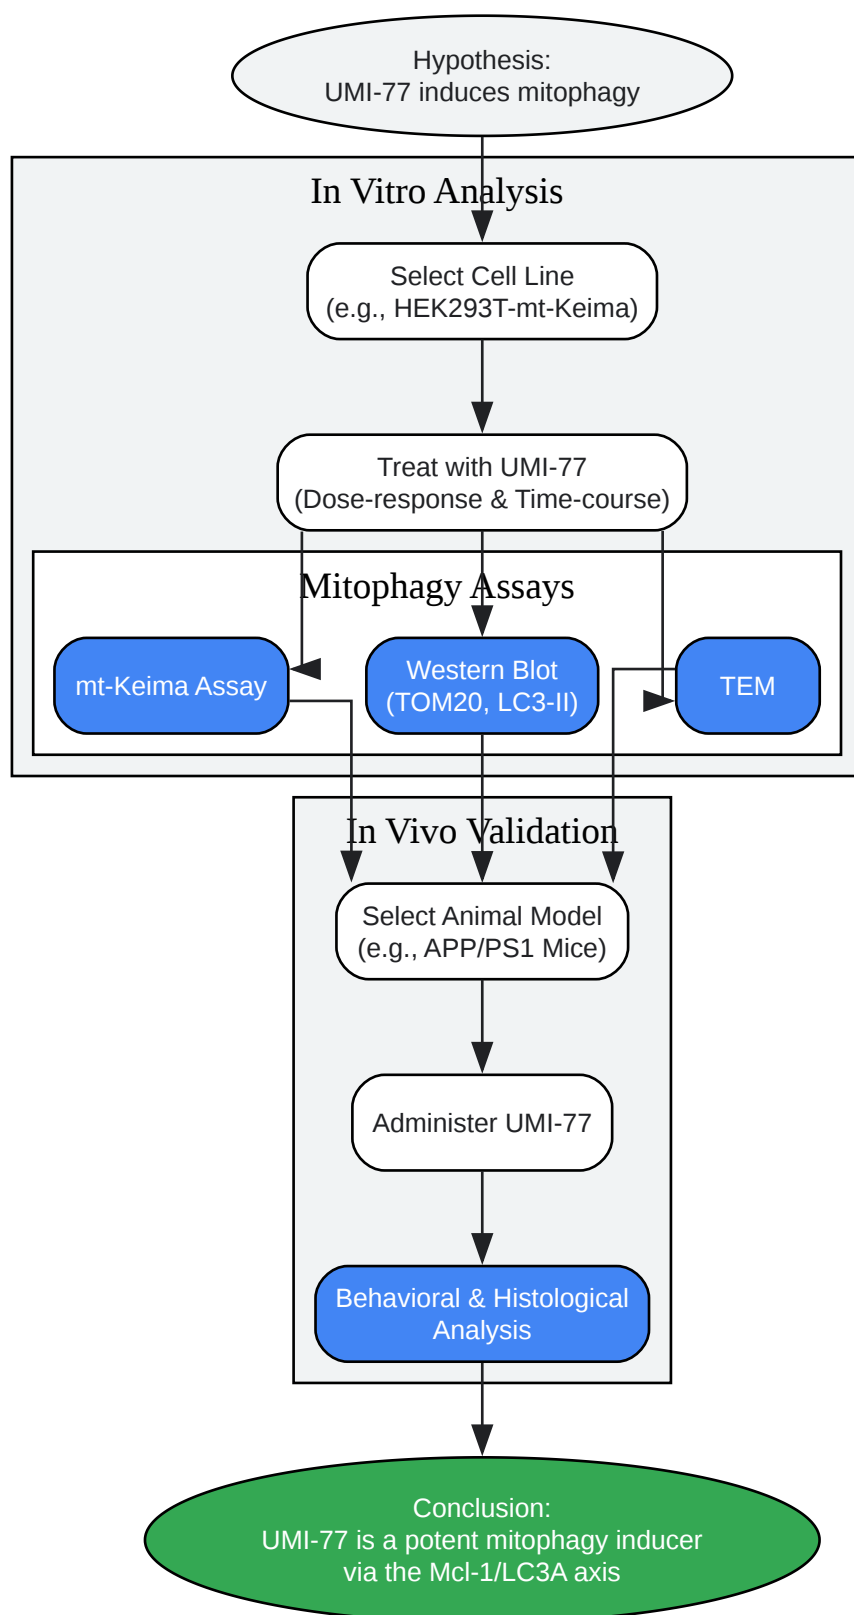 Hypothesis:
UMI-77 induces mitophagy
In Vitro Analysis
Select Cell Line
(e.g., HEK293T-mt-Keima)
Treat with UMI-77
(Dose-response & Time-course)
Mitophagy Assays
mt-Keima Assay
Western Blot
(TOM20, LC3-II)
TEM
In Vivo Validation
Select Animal Model
(e.g., APP/PS1 Mice)
Administer UMI-77
Behavioral & Histological
Analysis
Conclusion:
UMI-77 is a potent mitophagy inducer
via the Mcl-1/LC3A axis